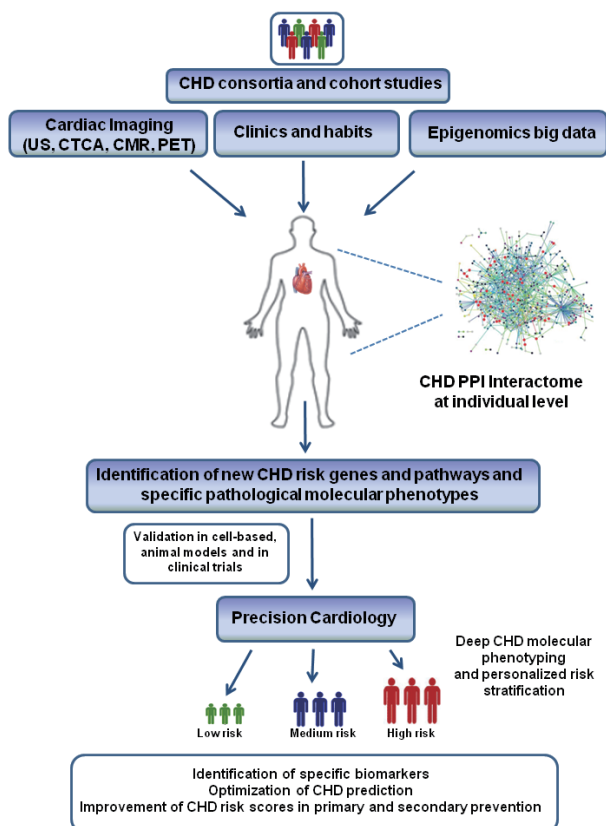 CHD consortia and cohort studies
Cardiac Imaging
(US, CTCA, CMR, PET)
Clinics and habits
Epigenomics big data
CHD PPI Interactome
at individual level
Identification of new CHD risk genes and pathways and
specific pathological molecular phenotypes
Validation in cell-based,
animal models and in
clinical trials
Precision Cardiology
Deep CHD molecular
phenotyping
and personalized risk
stratification
Low risk
Medium risk
High risk
Identification of specific biomarkers
Optimization of CHD prediction
Improvement of CHD risk scores in primary and secondary prevention